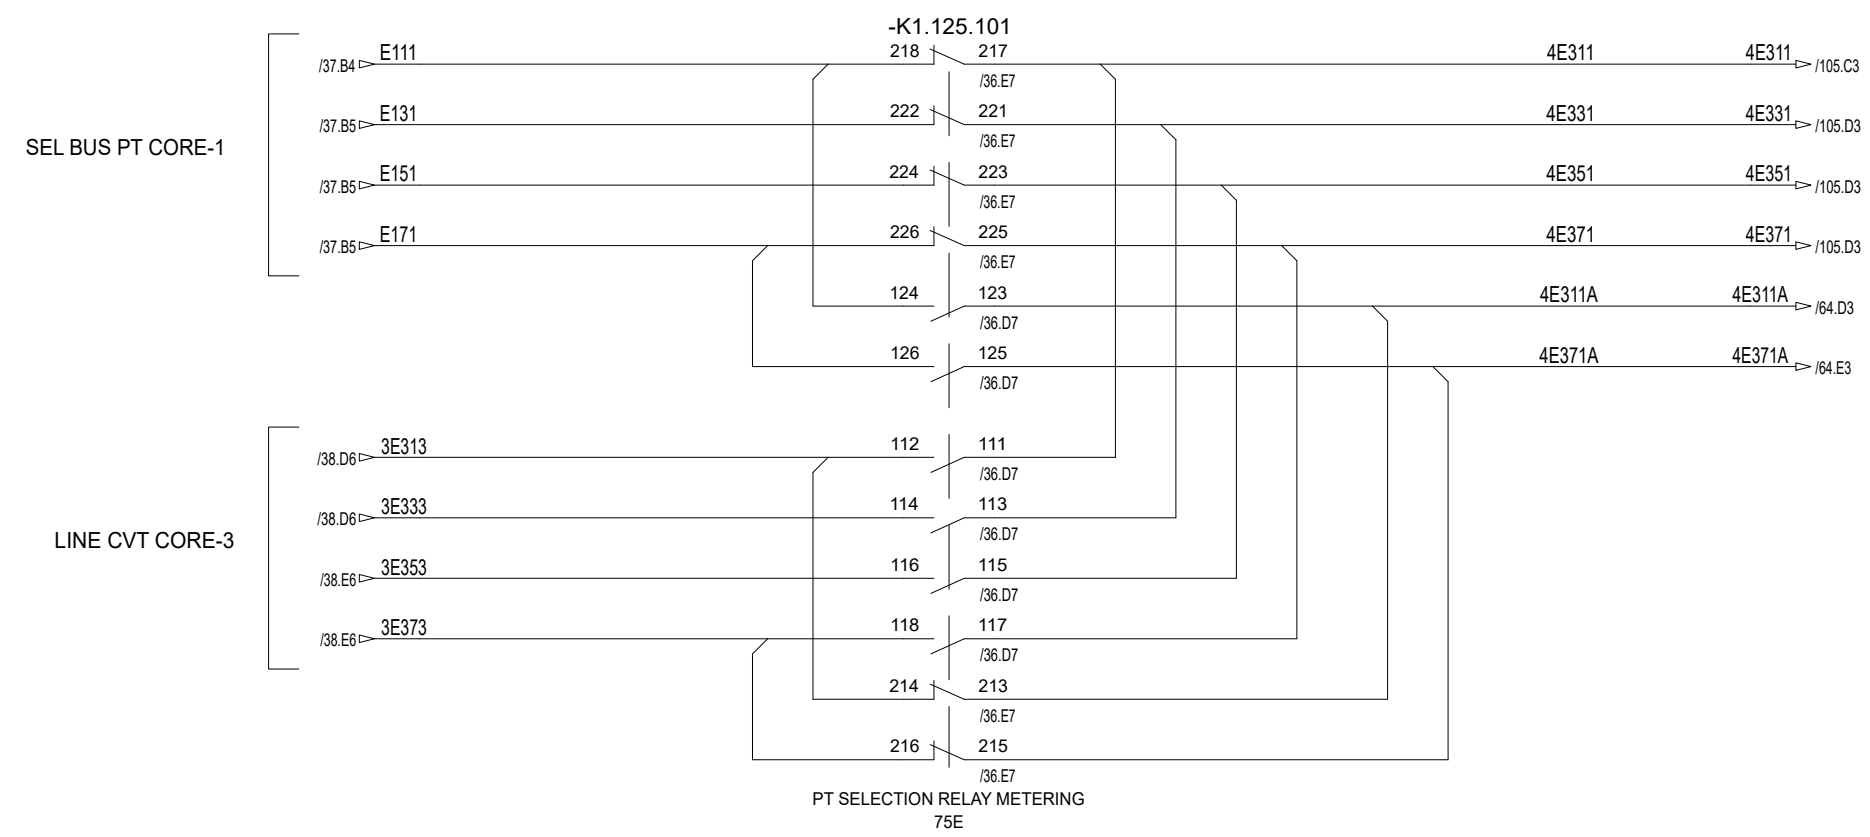 -K1.125.101
/37.B4 E111 218 217 4E311 4E311 /105.C3
/36.E7
/37.B5 E131 222 221 4E331 4E331 /105.D3
/36.E7
SEL BUS PT CORE-1
/37.B5 E151 224 223 4E351 4E351 /105.D3
/36.E7
/37.B5 E171 226 225 4E371 4E371 /105.D3
/36.E7
124 123 4E311A 4E311A /64.D3
/36.D7
126 125 4E371A 4E371A /64.E3
/36.D7
/38.D6 3E313 112 111
/36.D7
/38.D6 3E333 114 113
/36.D7
LINE CVT CORE-3
/38.E6 3E353 116 115
/36.D7
/38.E6 3E373 118 117
/36.D7
214 213
/36.E7
216 215
/36.E7
PT SELECTION RELAY METERING
75E